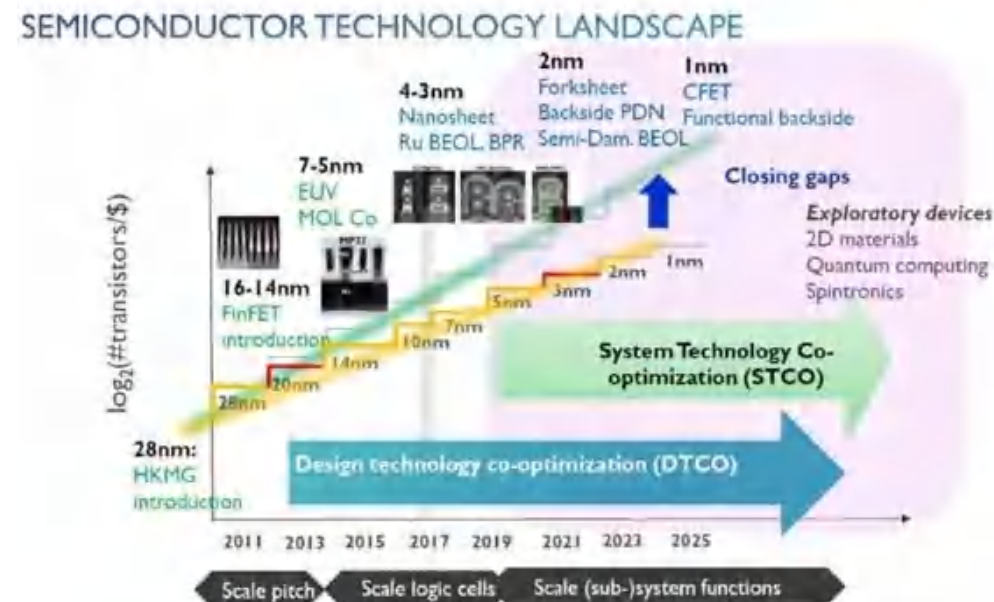 SEMICONDUCTOR TECHNOLOGY LANDSCAPE
2nm
Forksheet
Backside PDN
Semi-Dam. BEOL
1nm
CFET
Functional backside
4-3nm
Nanosheet
Ru BEOL, BPR
7-5nm
EUV
MOL Co
16-14nm
FinFET
introduction
28nm:
HKMG
introduction
log2(#transistors/$)
28nm
20nm
14nm
10nm
7nm
5nm
3nm
2nm
1nm
Closing gaps
Exploratory devices
2D materials
Quantum computing
Spintronics
System Technology Co-
optimization (STCO)
Design technology co-optimization (DTCO)
2011 2013 2015 2017 2019 2021 2023 2025
Scale pitch
Scale logic cells
Scale (sub-)system functions